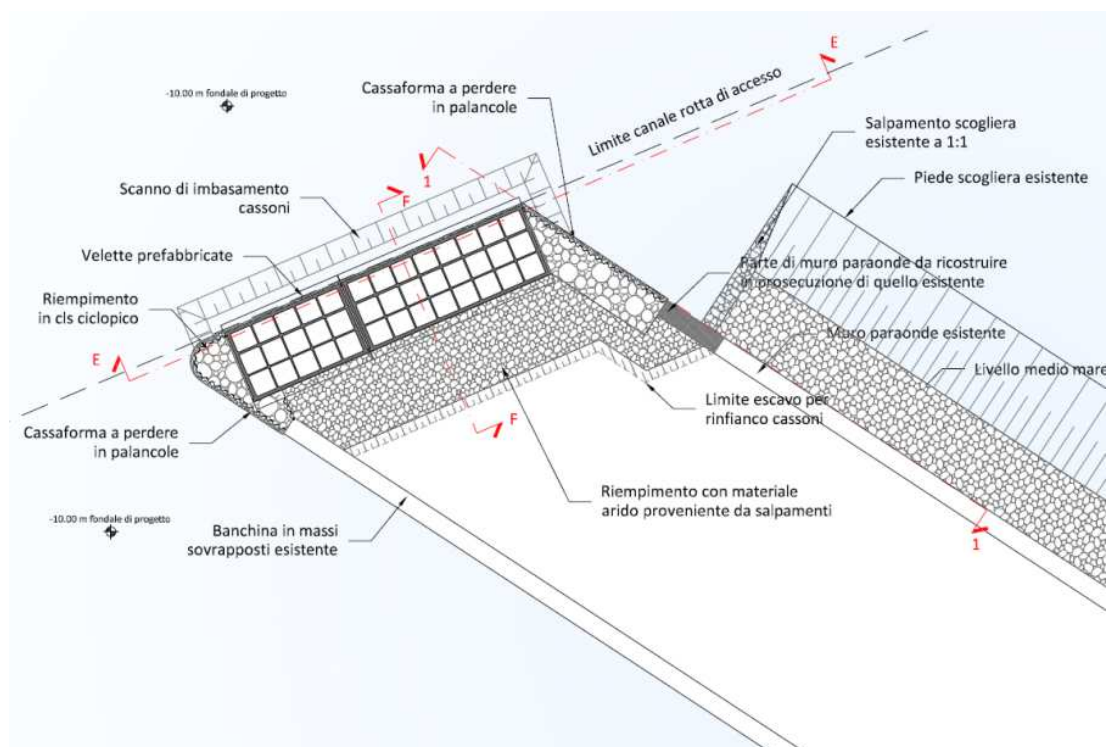 E
-10.00 m fondale di progetto
Cassaforma a perdere
in palancole
Limite canale rotta di accesso
Salpamento scogliera
esistente a 1:1
Piede scogliera esistente
1
F
Scanno di imbasamento
cassoni
Velette prefabbricate
Riempimento
in cls ciclopico
Parte di muro paraonde da ricostruire
in prosecuzione di quello esistente
Muro paraonde esistente
E
Livello medio mare
Limite escavo per
rinfianco cassoni
F
Cassaforma a perdere
in palancole
Riempimento con materiale
arido proveniente da salpamenti
-10.00 m fondale di progetto
Banchina in massi
sovrapposti esistente
1